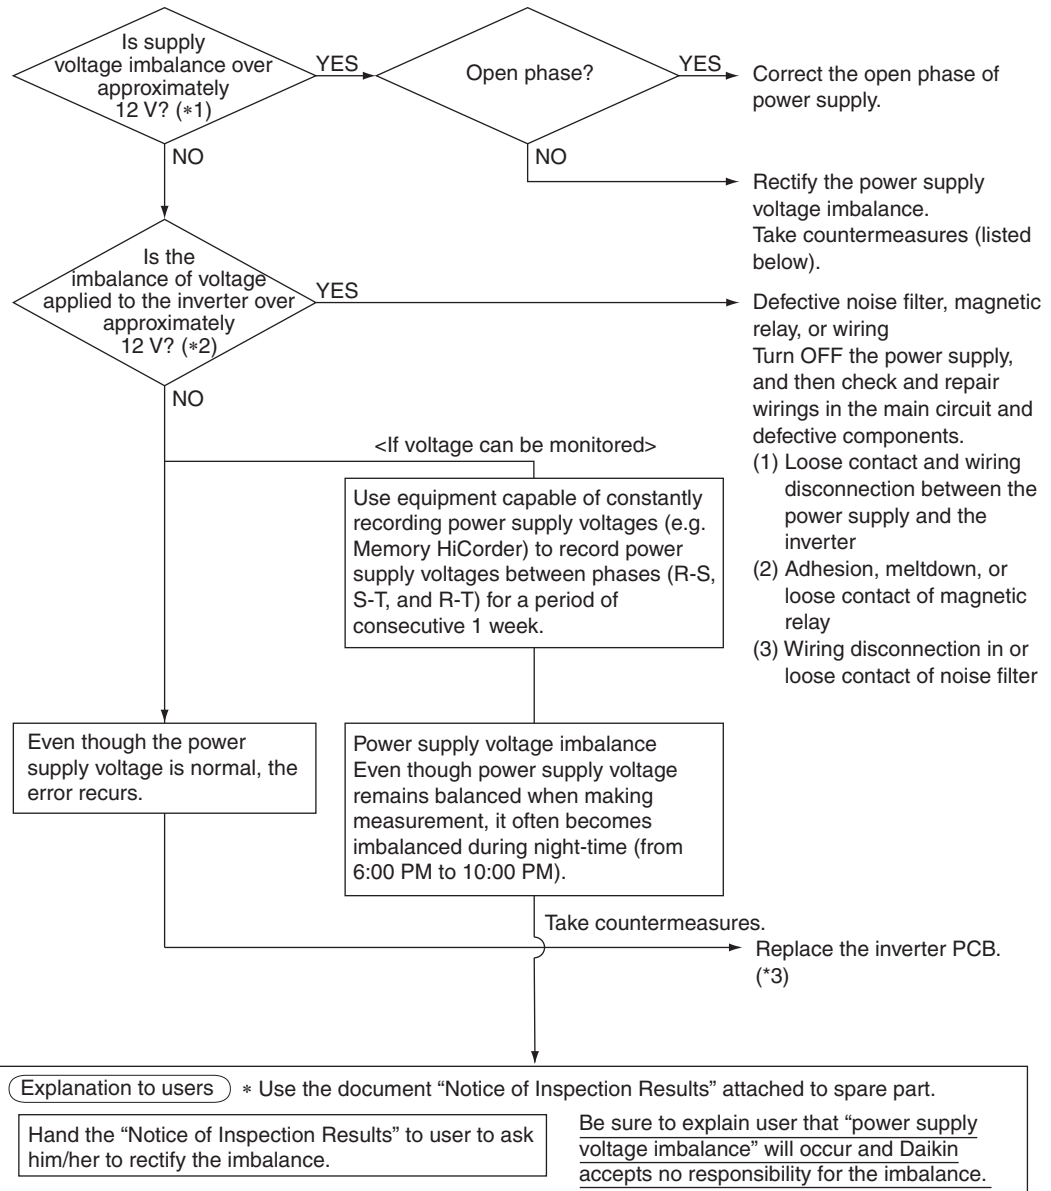 Is supply
voltage imbalance over
approximately
12 V? (*1)
YES
Open phase?
YES
Correct the open phase of
power supply.
NO
NO
Rectify the power supply
voltage imbalance.
Take countermeasures (listed
below).
Is the
imbalance of voltage
applied to the inverter over
approximately
12 V? (*2)
YES
Defective noise filter, magnetic
relay, or wiring
Turn OFF the power supply,
and then check and repair
wirings in the main circuit and
defective components.
(1) Loose contact and wiring
disconnection between the
power supply and the
inverter
(2) Adhesion, meltdown, or
loose contact of magnetic
relay
(3) Wiring disconnection in or
loose contact of noise filter
NO
<If voltage can be monitored>
Use equipment capable of constantly
recording power supply voltages (e.g.
Memory HiCorder) to record power
supply voltages between phases (R-S,
S-T, and R-T) for a period of
consecutive 1 week.
Even though the power
supply voltage is normal, the
error recurs.
Power supply voltage imbalance
Even though power supply voltage
remains balanced when making
measurement, it often becomes
imbalanced during night-time (from
6:00 PM to 10:00 PM).
Take countermeasures.
Replace the inverter PCB.
(*3)
Explanation to users * Use the document “Notice of Inspection Results” attached to spare part.
Hand the “Notice of Inspection Results” to user to ask
him/her to rectify the imbalance.
Be sure to explain user that “power supply
voltage imbalance” will occur and Daikin
accepts no responsibility for the imbalance.